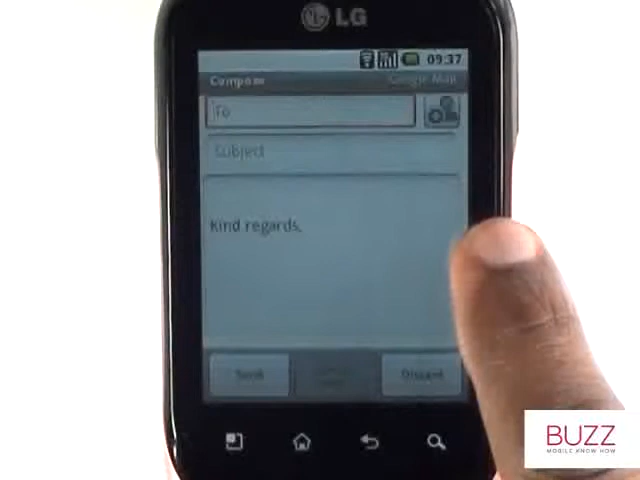 LG
09:37
Compose Google Map
To
Subject
Kind regards,
Send Discard
BUZZ
MOBILE KNOW HOW